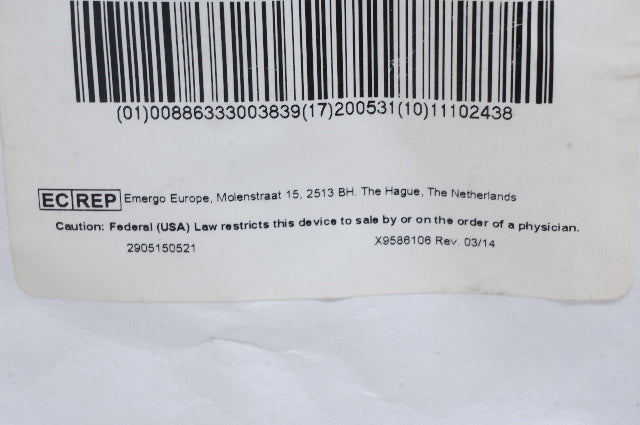 (01)00886333003839(17)200531(10)11102438
EC REP Emergo Europe, Molenstraat 15, 2513 BH. The Hague, The Netherlands
Caution: Federal (USA) Law restricts this device to sale by or on the order of a physician.
2905150521 X9586106 Rev. 03/14